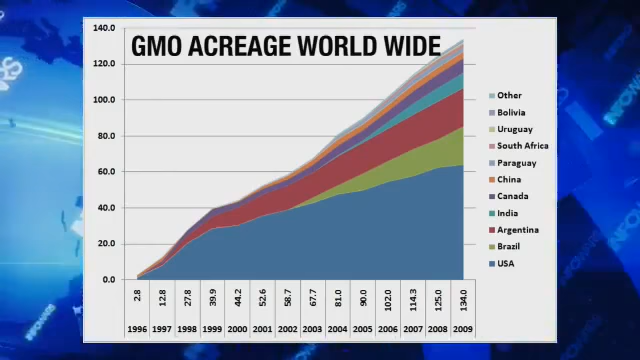 GMO ACREAGE WORLD WIDE
140.0
120.0
100.0
80.0
60.0
40.0
20.0
0.0
Other
Bolivia
Uruguay
South Africa
Paraguay
China
Canada
India
Argentina
Brazil
USA
2.8 12.8 27.8 39.9 44.2 52.6 58.7 67.7 81.0 90.0 102.0 114.3 125.0 134.0
1996 1997 1998 1999 2000 2001 2002 2003 2004 2005 2006 2007 2008 2009
INFOWARS